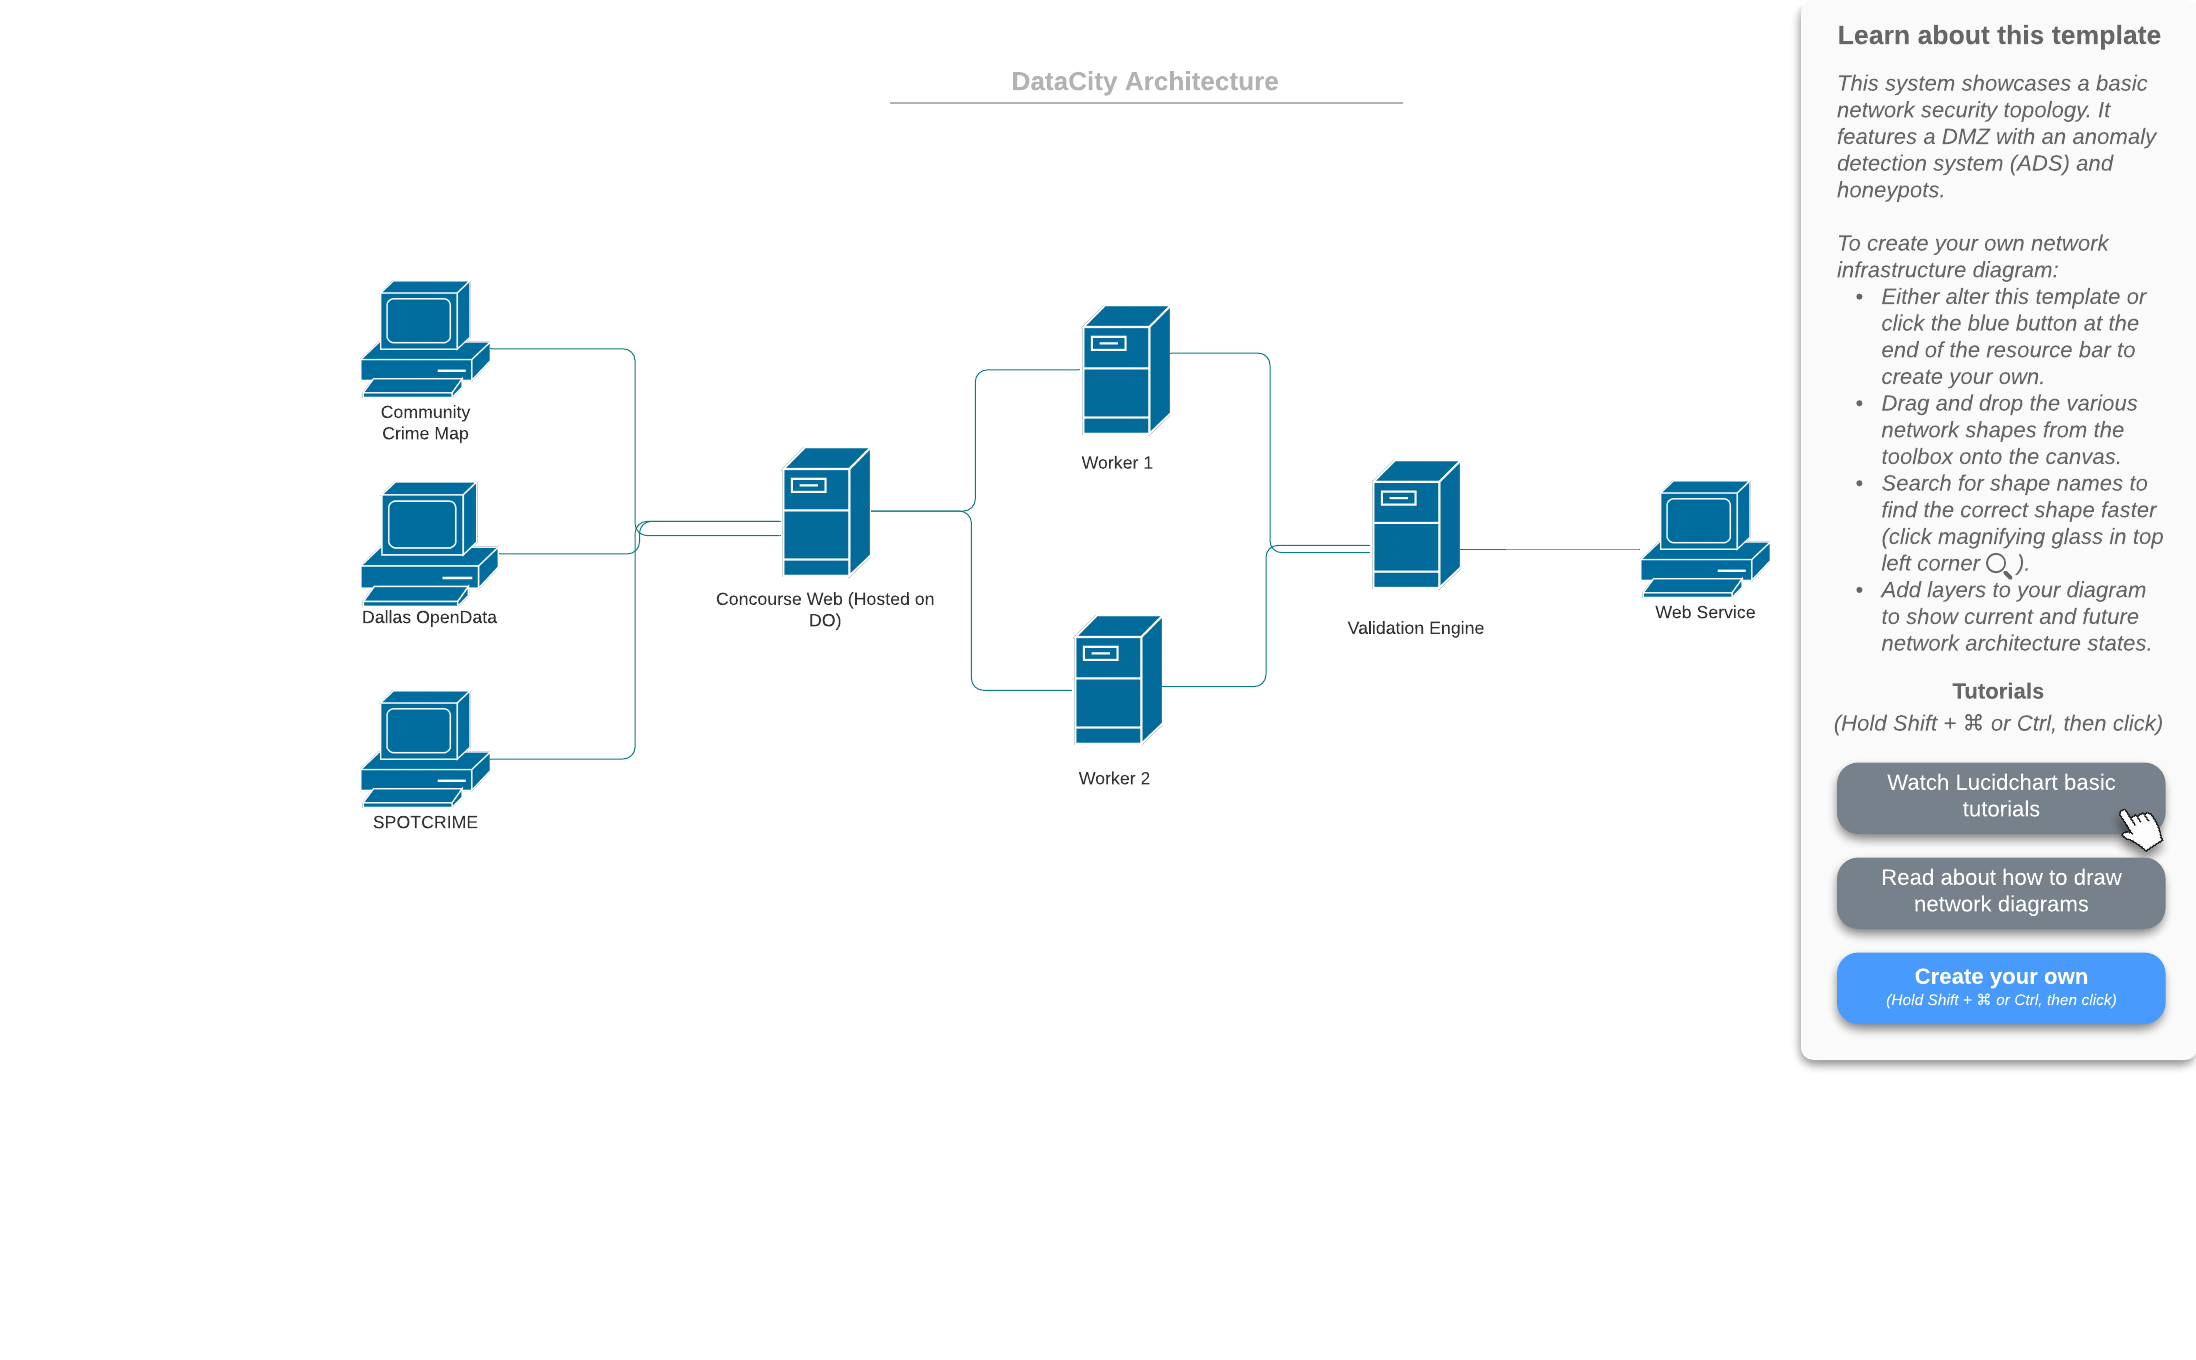 DataCity Architecture
Community
Crime Map
Dallas OpenData
SPOTCRIME
Concourse Web (Hosted on
DO)
Worker 1
Worker 2
Validation Engine
Web Service
Learn about this template
This system showcases a basic
network security topology. It
features a DMZ with an anomaly
detection system (ADS) and
honeypots.
To create your own network
infrastructure diagram:
• Either alter this template or
click the blue button at the
end of the resource bar to
create your own.
• Drag and drop the various
network shapes from the
toolbox onto the canvas.
• Search for shape names to
find the correct shape faster
(click magnifying glass in top
left corner ).
• Add layers to your diagram
to show current and future
network architecture states.
Tutorials
(Hold Shift + ⌘ or Ctrl, then click)
Watch Lucidchart basic
tutorials
Read about how to draw
network diagrams
Create your own
(Hold Shift + ⌘ or Ctrl, then click)